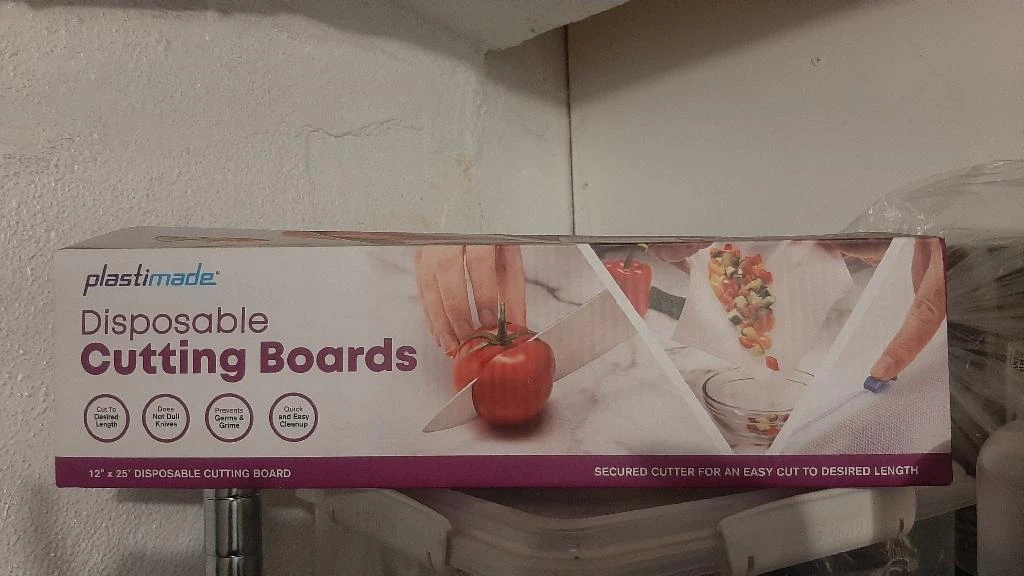 plastimade
Disposable
Cutting Boards
Cut To
Desired
Length
Does
Not Dull
Knives
Prevents
Germs &
Grime
Quick
and Easy
Cleanup
12" x 25' DISPOSABLE CUTTING BOARD
SECURED CUTTER FOR AN EASY CUT TO DESIRED LENGTH